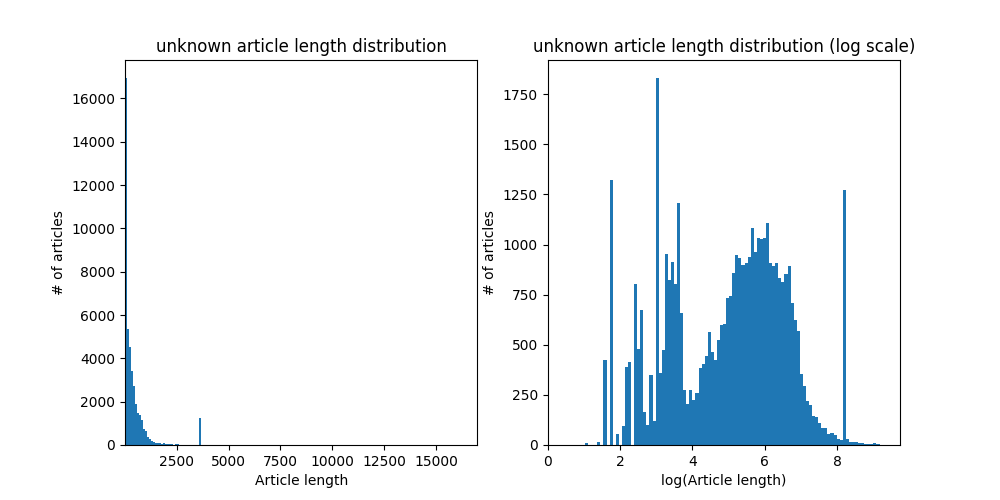 unknown article length distribution
16000
14000
12000
10000
8000
6000
4000
2000
0
# of articles
2500 5000 7500 10000 12500 15000
Article length
unknown article length distribution (log scale)
1750
1500
1250
1000
750
500
250
0
# of articles
0 2 4 6 8
log(Article length)